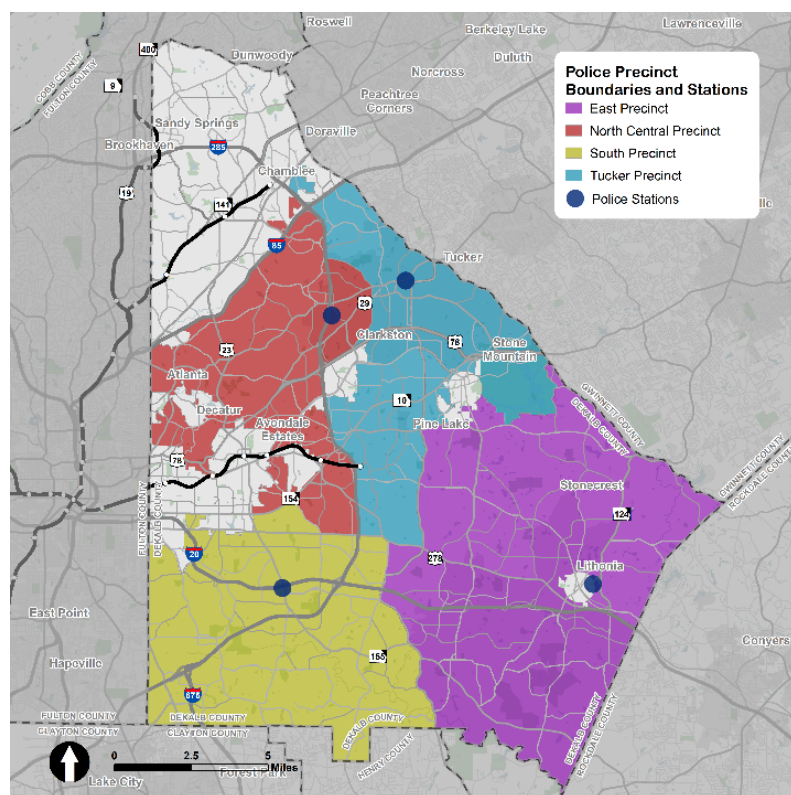 Roswell
Lawrenceville
Berkeley Lake
400
Dunwoody
Duluth
COBB COUNTY
FULTON COUNTY
Norcross
Police Precinct
Boundaries and Stations
East Precinct
North Central Precinct
South Precinct
Tucker Precinct
Police Stations
9
Peachtree
Corners
Sandy Springs
Doraville
Brookhaven
285
Chamblee
19
141
ville
85
Tucker
29
Clarkston
78
Stone
Mountain
23
Atlanta
10
Decatur
Avondale
Estates
Pine Lake
GWINNETT COUNTY
DEKALB COUNTY
78
GWINNETT COUNTY
ROCKDALE COUNTY
Stonecrest
154
124
FULTON COUNTY
DEKALB COUNTY
20
278
Lithonia
East Point
Conyers
Hapeville
155
675
FULTON COUNTY
DEKALB COUNTY
CLAYTON COUNTY
CLAYTON COUNTY
DEKALB COUNTY
HENRY COUNTY
DEKALB COUNTY
ROCKDALE COUNTY
0
2.5
5
Miles
Lake City
Forest Park